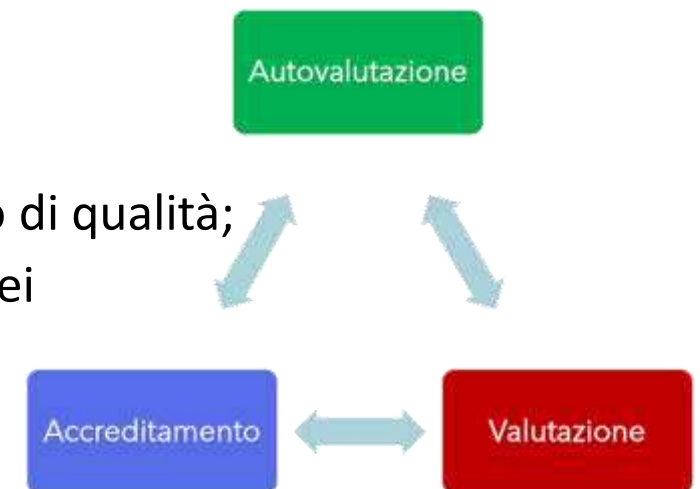 Autovalutazione
di qualità;
ei
Accreditamento
Valutazione